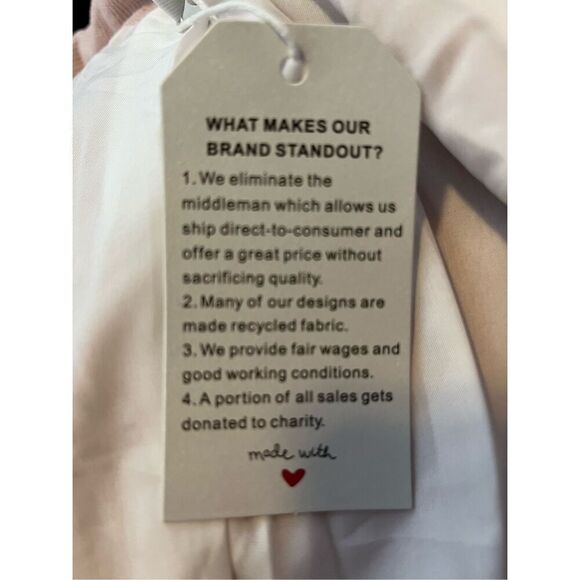 WHAT MAKES OUR
BRAND STANDOUT?
1. We eliminate the
middleman which allows us
ship direct-to-consumer and
offer a great price without
sacrificing quality.
2. Many of our designs are
made recycled fabric.
3. We provide fair wages and
good working conditions.
4. A portion of all sales gets
donated to charity.
made with